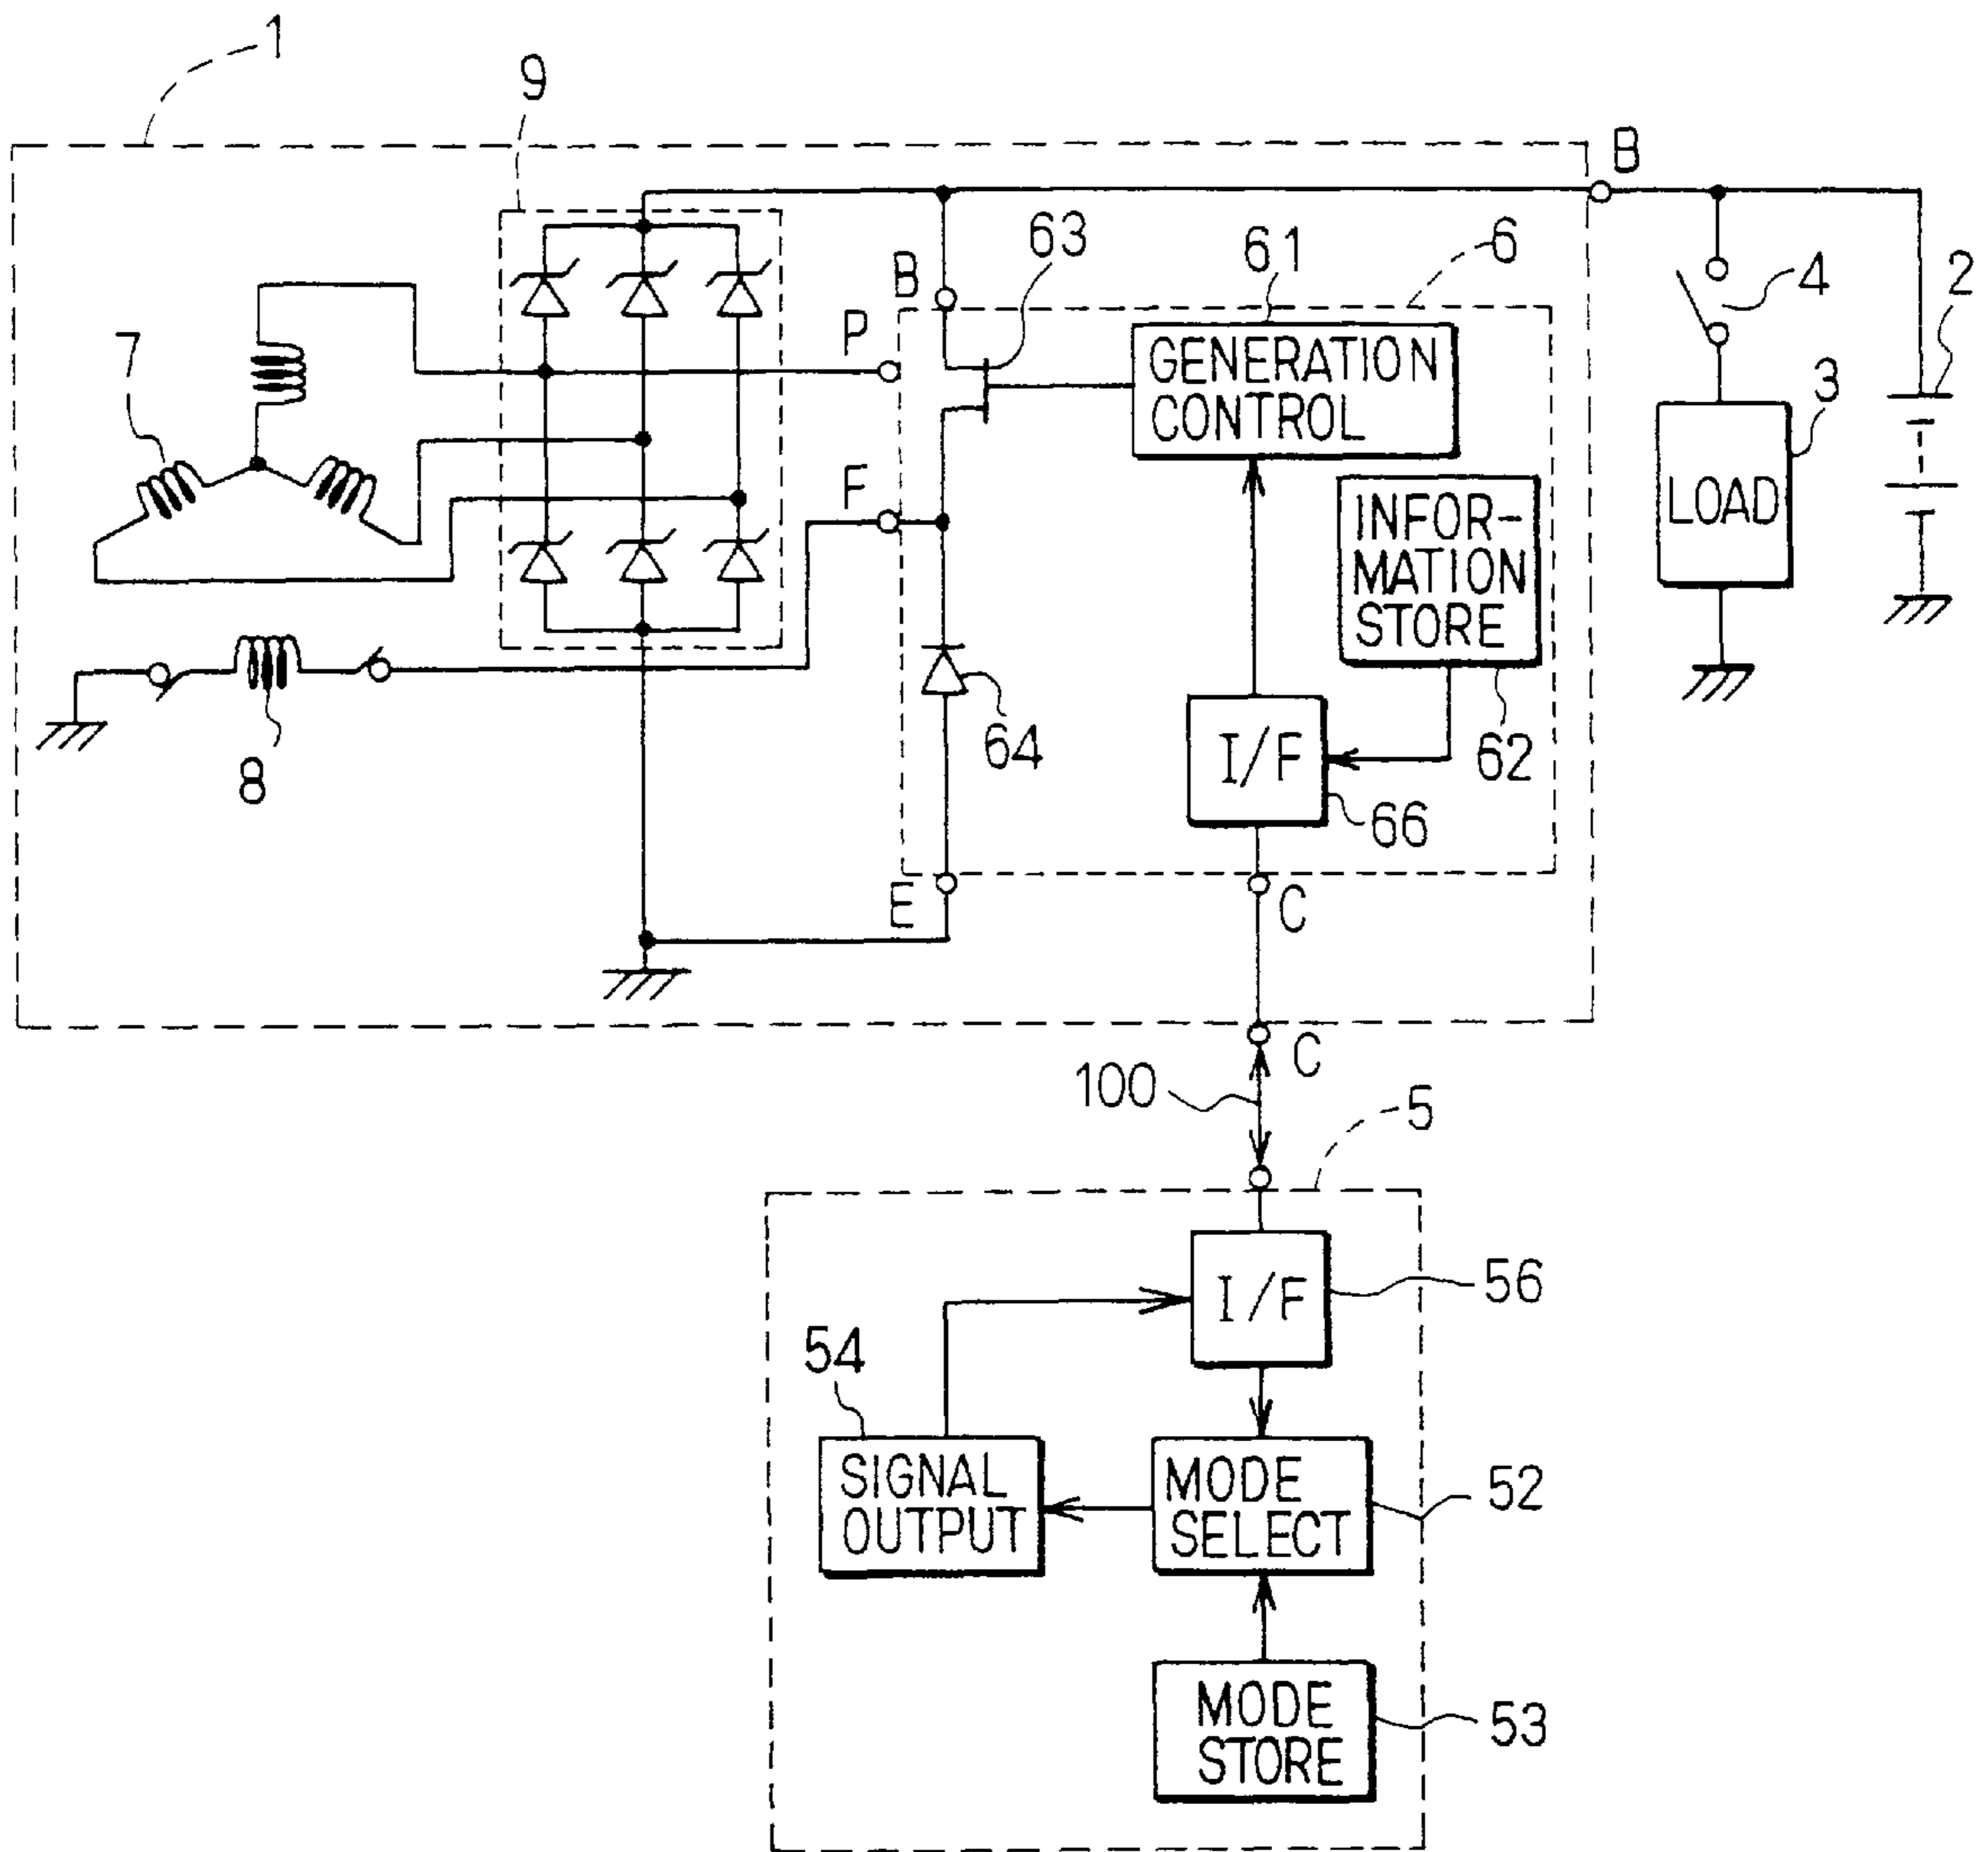 1
9
B
63
61
6
B
4
2
P
7
GENERATION
CONTROL
3
F
LOAD
INFOR-
MATION
STORE
64
I/F
62
8
66
E
C
C
100
5
I/F
56
54
SIGNAL
OUTPUT
MODE
SELECT
52
MODE
STORE
53